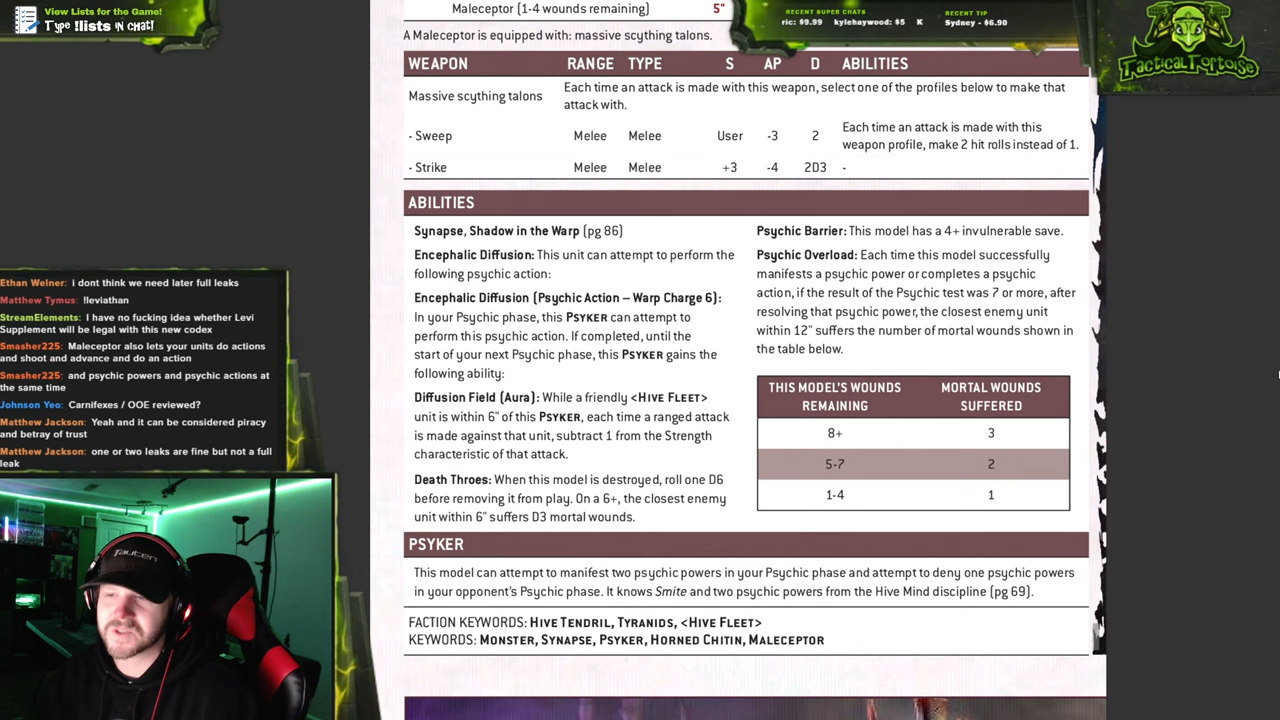 View Lists for the Game!
Type !lists in chat!
Maleceptor (1-4 wounds remaining) 5"
RECENT SUPER CHATS
ric: $9.99 kylehaywood: $5 K
RECENT TIP
Sydney - $6.90
TacticalTortoise
A Maleceptor is equipped with: massive scything talons.
WEAPON RANGE TYPE S AP D ABILITIES
Massive scything talons Each time an attack is made with this weapon, select one of the profiles below to make that
attack with.
- Sweep Melee Melee User -3 2 Each time an attack is made with this
weapon profile, make 2 hit rolls instead of 1.
- Strike Melee Melee +3 -4 2D3 -
ABILITIES
Synapse, Shadow in the Warp (pg 86)
Encephalic Diffusion: This unit can attempt to perform the
following psychic action:
Encephalic Diffusion (Psychic Action – Warp Charge 6):
In your Psychic phase, this PSYKER can attempt to
perform this psychic action. If completed, until the
start of your next Psychic phase, this PSYKER gains the
following ability:
Diffusion Field (Aura): While a friendly <HIVE FLEET>
unit is within 6" of this PSYKER, each time a ranged attack
is made against that unit, subtract 1 from the Strength
characteristic of that attack.
Death Throes: When this model is destroyed, roll one D6
before removing it from play. On a 6+, the closest enemy
unit within 6" suffers D3 mortal wounds.
Psychic Barrier: This model has a 4+ invulnerable save.
Psychic Overload: Each time this model successfully
manifests a psychic power or completes a psychic
action, if the result of the Psychic test was 7 or more, after
resolving that psychic power, the closest enemy unit
within 12" suffers the number of mortal wounds shown in
the table below.
THIS MODEL'S WOUNDS
REMAINING
MORTAL WOUNDS
SUFFERED
8+ 3
5-7 2
1-4 1
PSYKER
This model can attempt to manifest two psychic powers in your Psychic phase and attempt to deny one psychic powers
in your opponent's Psychic phase. It knows Smite and two psychic powers from the Hive Mind discipline (pg 69).
FACTION KEYWORDS: HIVE TENDRIL, TYRANIDS, <HIVE FLEET>
KEYWORDS: MONSTER, SYNAPSE, PSYKER, HORNED CHITIN, MALECEPTOR
Ethan Welner: i dont think we need later full leaks
Matthew Tymus: !leviathan
StreamElements: I have no fucking idea whether Levi
Supplement will be legal with this new codex
Smasher225: Maleceptor also lets your units do actions
and shoot and advance and do an action
Smasher225: and psychic powers and psychic actions at
the same time
Johnson Yeo: Carnifexes / OOE reviewed?
Matthew Jackson: Yeah and it can be considered piracy
and betray of trust
Matthew Jackson: one or two leaks are fine but not a full
leak
Tauten